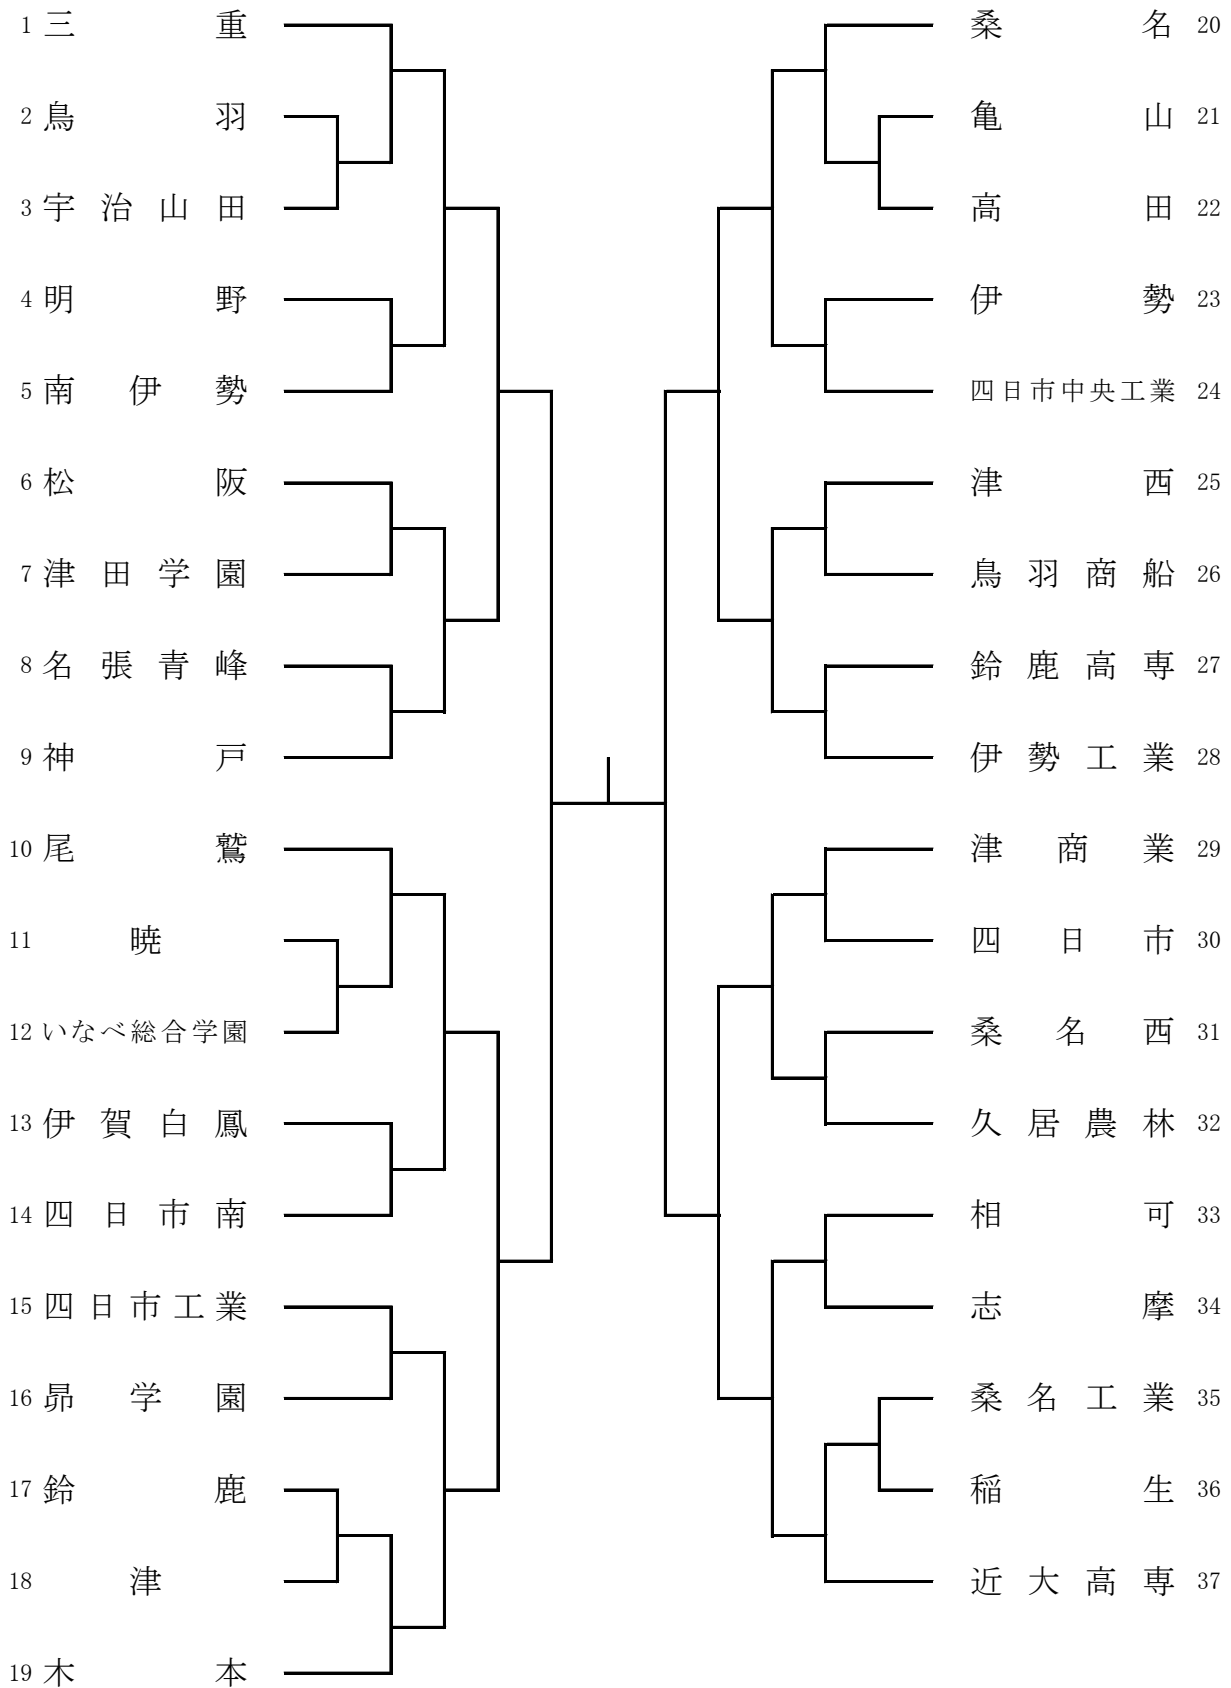 1 三重
2 鳥羽
3 宇治山田
4 明野
5 南伊勢
6 松阪
7 津田学園
8 名張青峰
9 神戸
10 尾鷲
11 暁
12 いなべ総合学園
13 伊賀白鳳
14 四日市南
15 四日市工業
16 昴学園
17 鈴鹿
18 津
19 木本
桑名 20
亀山 21
高田 22
伊勢 23
四日市中央工業 24
津西 25
鳥羽商船 26
鈴鹿高専 27
伊勢工業 28
津商業 29
四日市 30
桑名西 31
久居農林 32
相可 33
志摩 34
桑名工業 35
稲生 36
近大高専 37